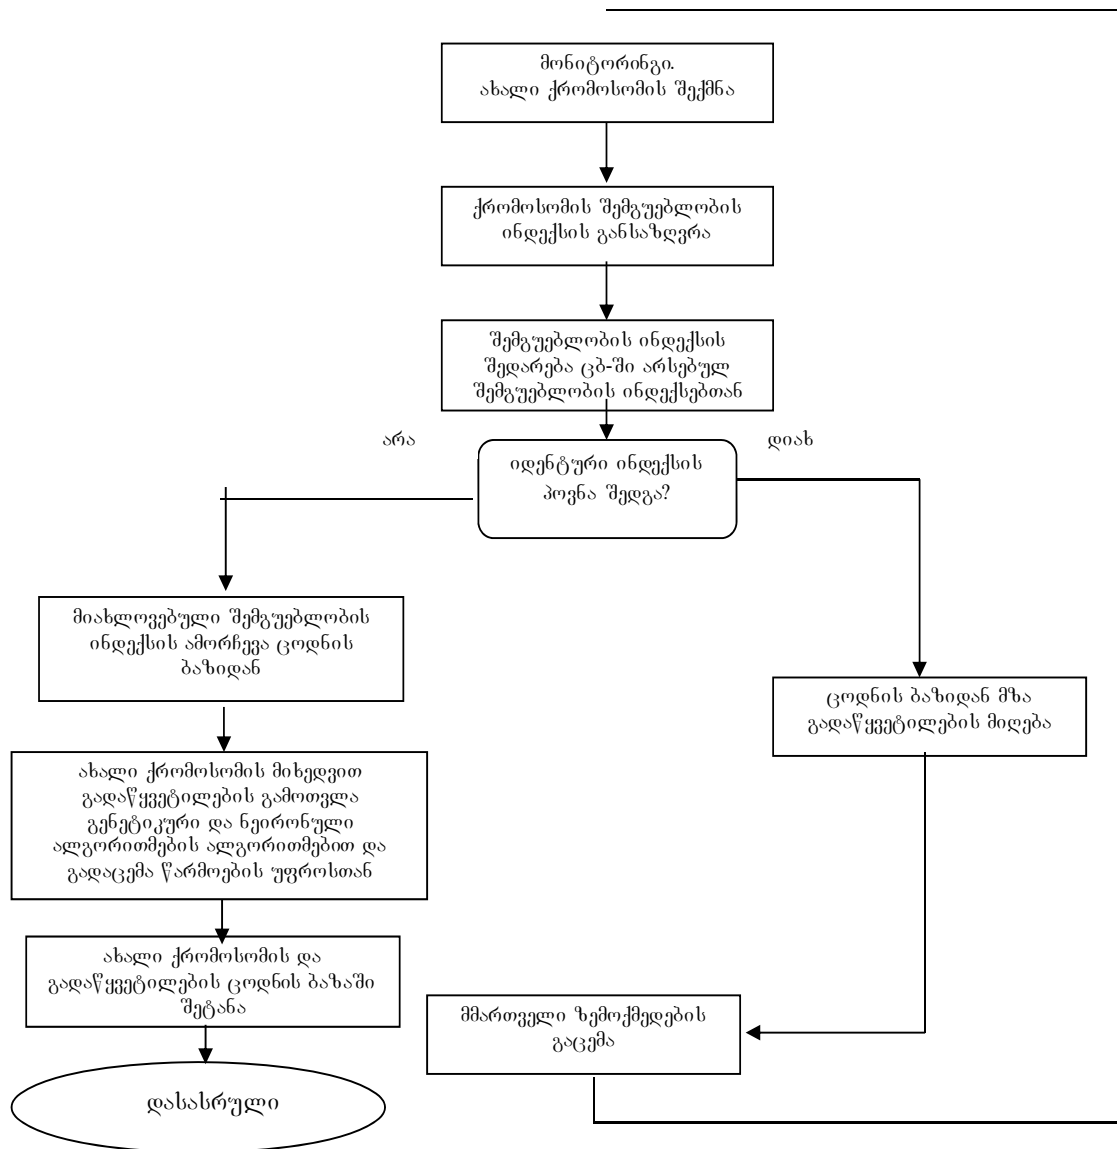 მონიტორინგი.
ახალი ქრომოსომის შექმნა
ქრომოსომის შემგუებლობის
ინდექსის განსაზღვრა
შემგუებლობის ინდექსის
შედარება ცბ-ში არსებულ
შემგუებლობის ინდექსებთან
არა
დიახ
იდენტური ინდექსის
პოვნა შედგა?
მიახლოვებული შემგუებლობის
ინდექსის ამორჩევა ცოდნის
ბაზიდან
ცოდნის ბაზიდან მზა
გადაწყვეტილების მიღება
ახალი ქრომოსომის მიხედვით
გადაწყვეტილების გამოთვლა
გენეტიკური და ნეირონული
ალგორითმების ალგორითმებით და
გადაცემა წარმოების უფროსთან
ახალი ქრომოსომის და
გადაწყვეტილების ცოდნის ბაზაში
შეტანა
მმართველი ზემოქმედების
გაცემა
დასასრული